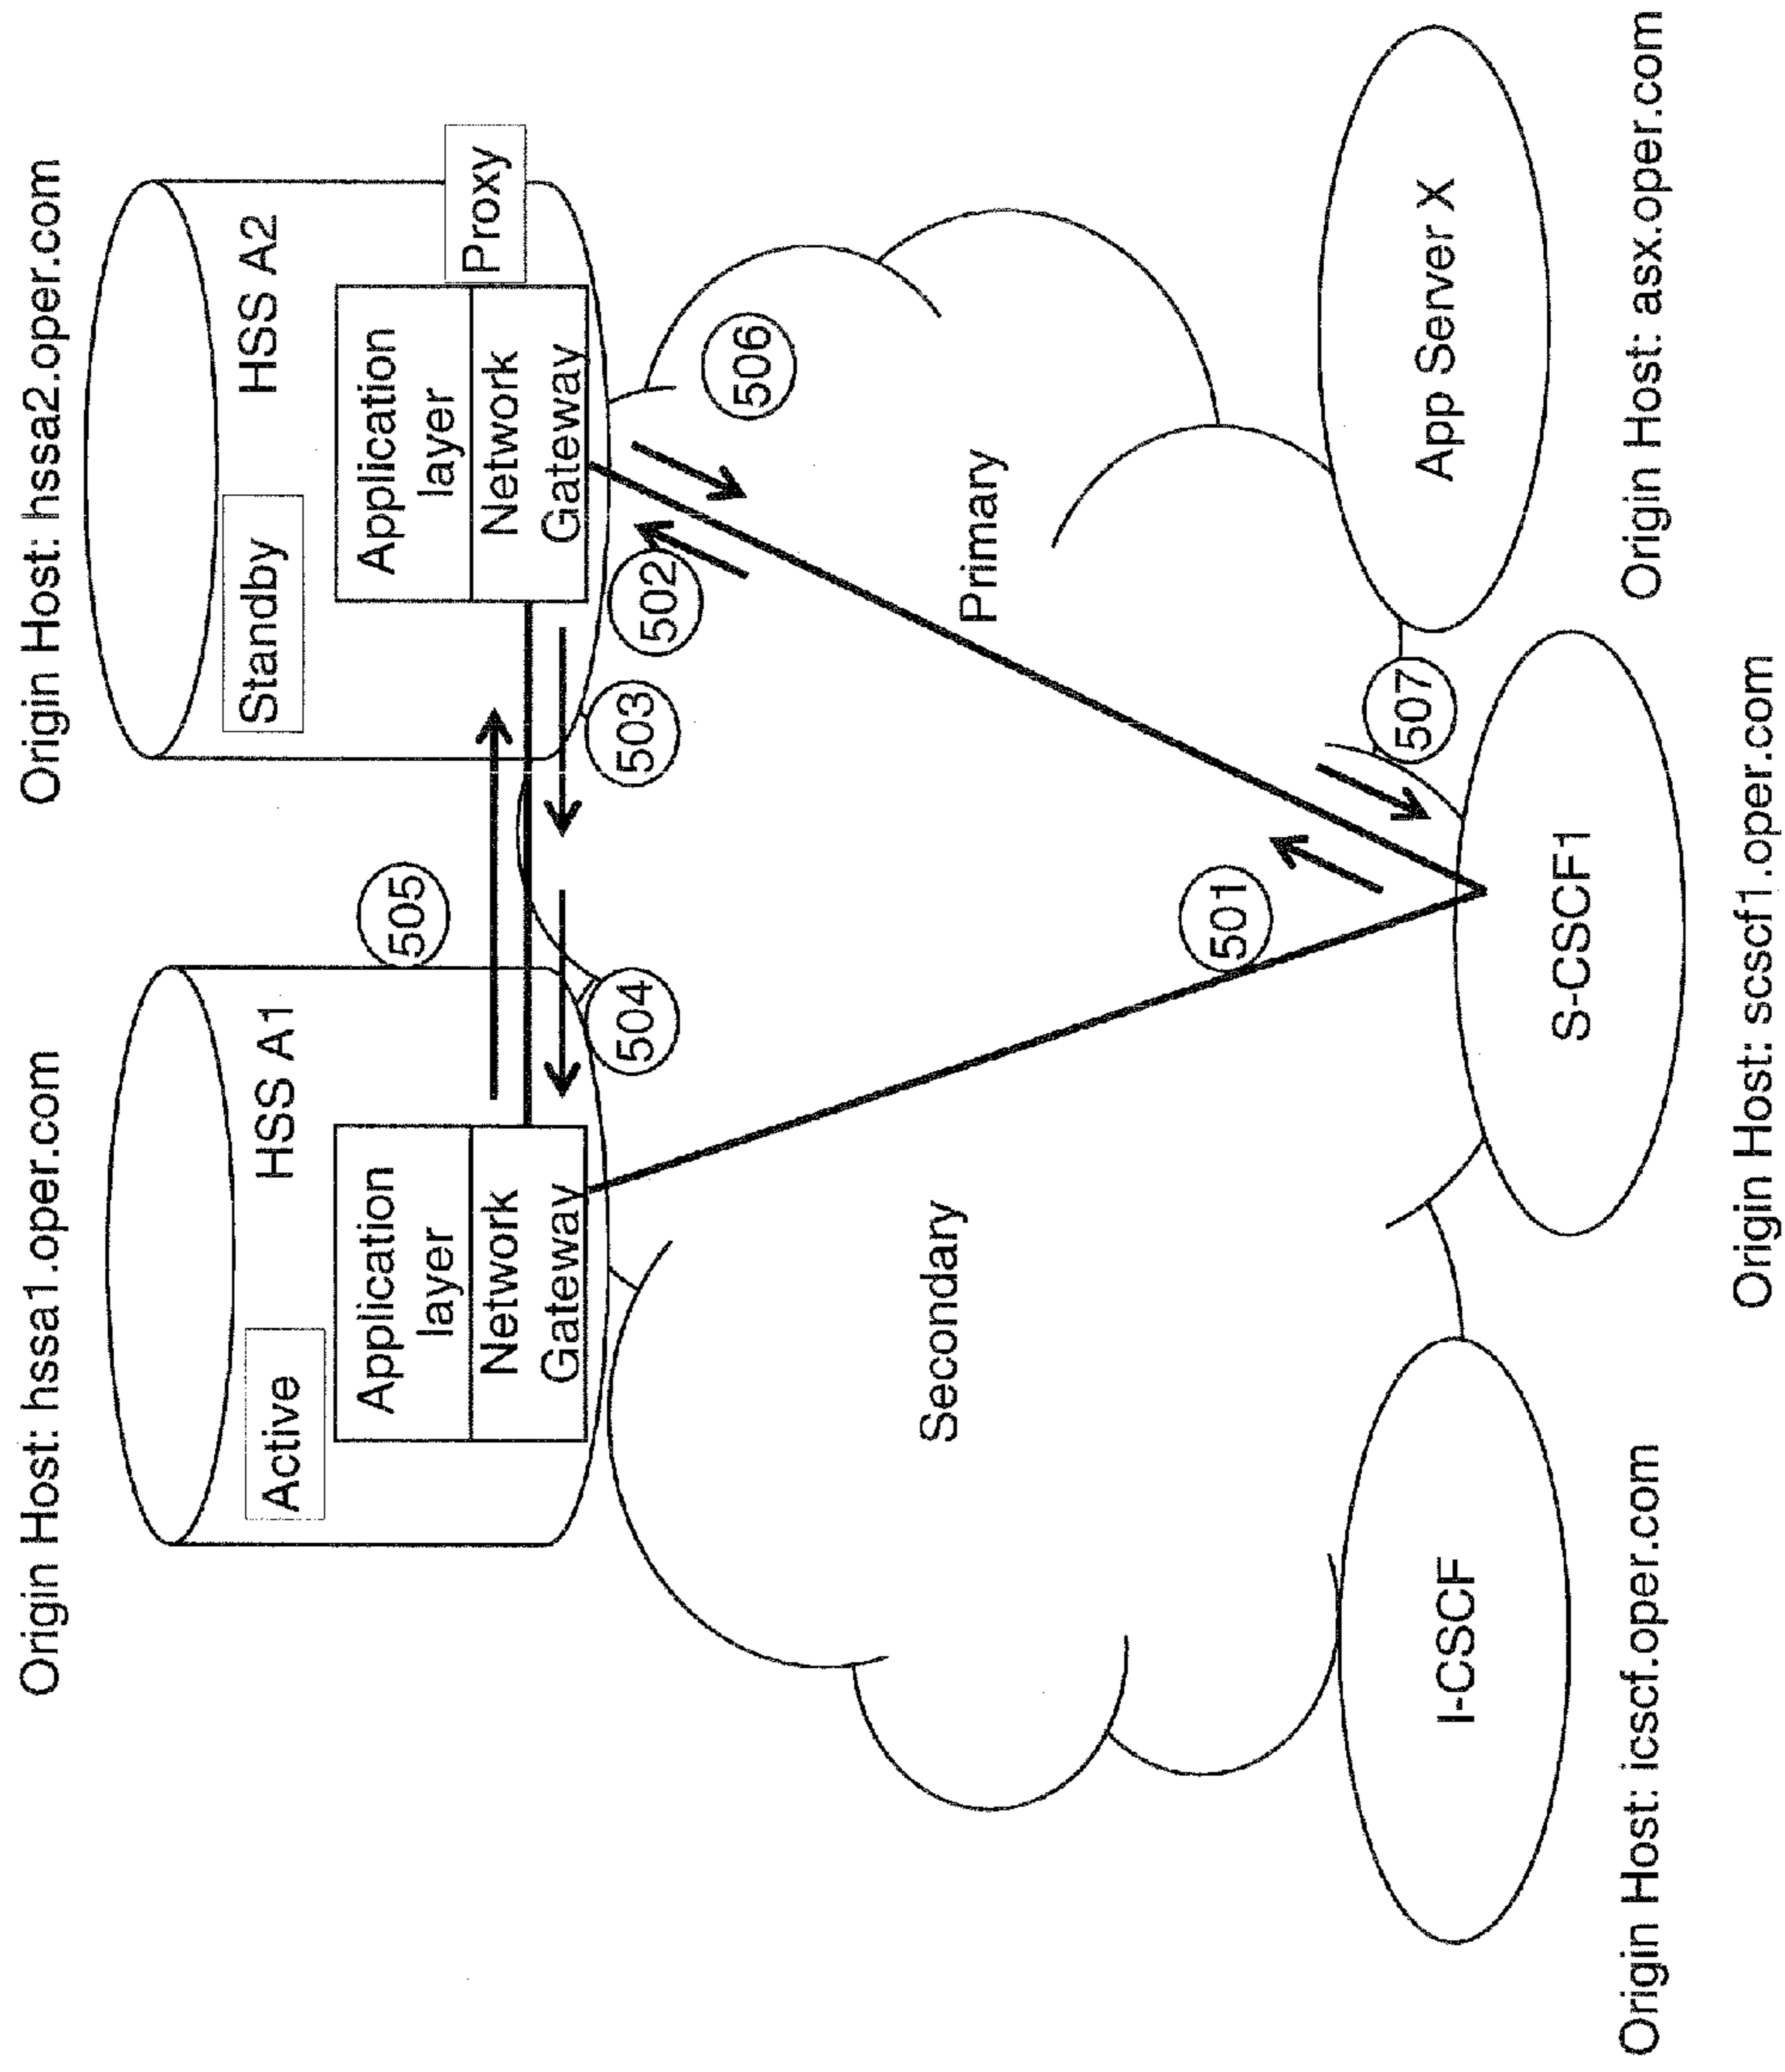 Origin Host: hssa1.oper.com
Origin Host: hssa2.oper.com
Active
HSS A1
Standby
HSS A2
Application
layer
Network
Gateway
Application
layer
Network
Gateway
Proxy
505
504
503
502
506
Secondary
Primary
501
507
I-CSCF
S-CSCF1
App Server X
Origin Host: icscf.oper.com
Origin Host: scscf1.oper.com
Origin Host: asx.oper.com